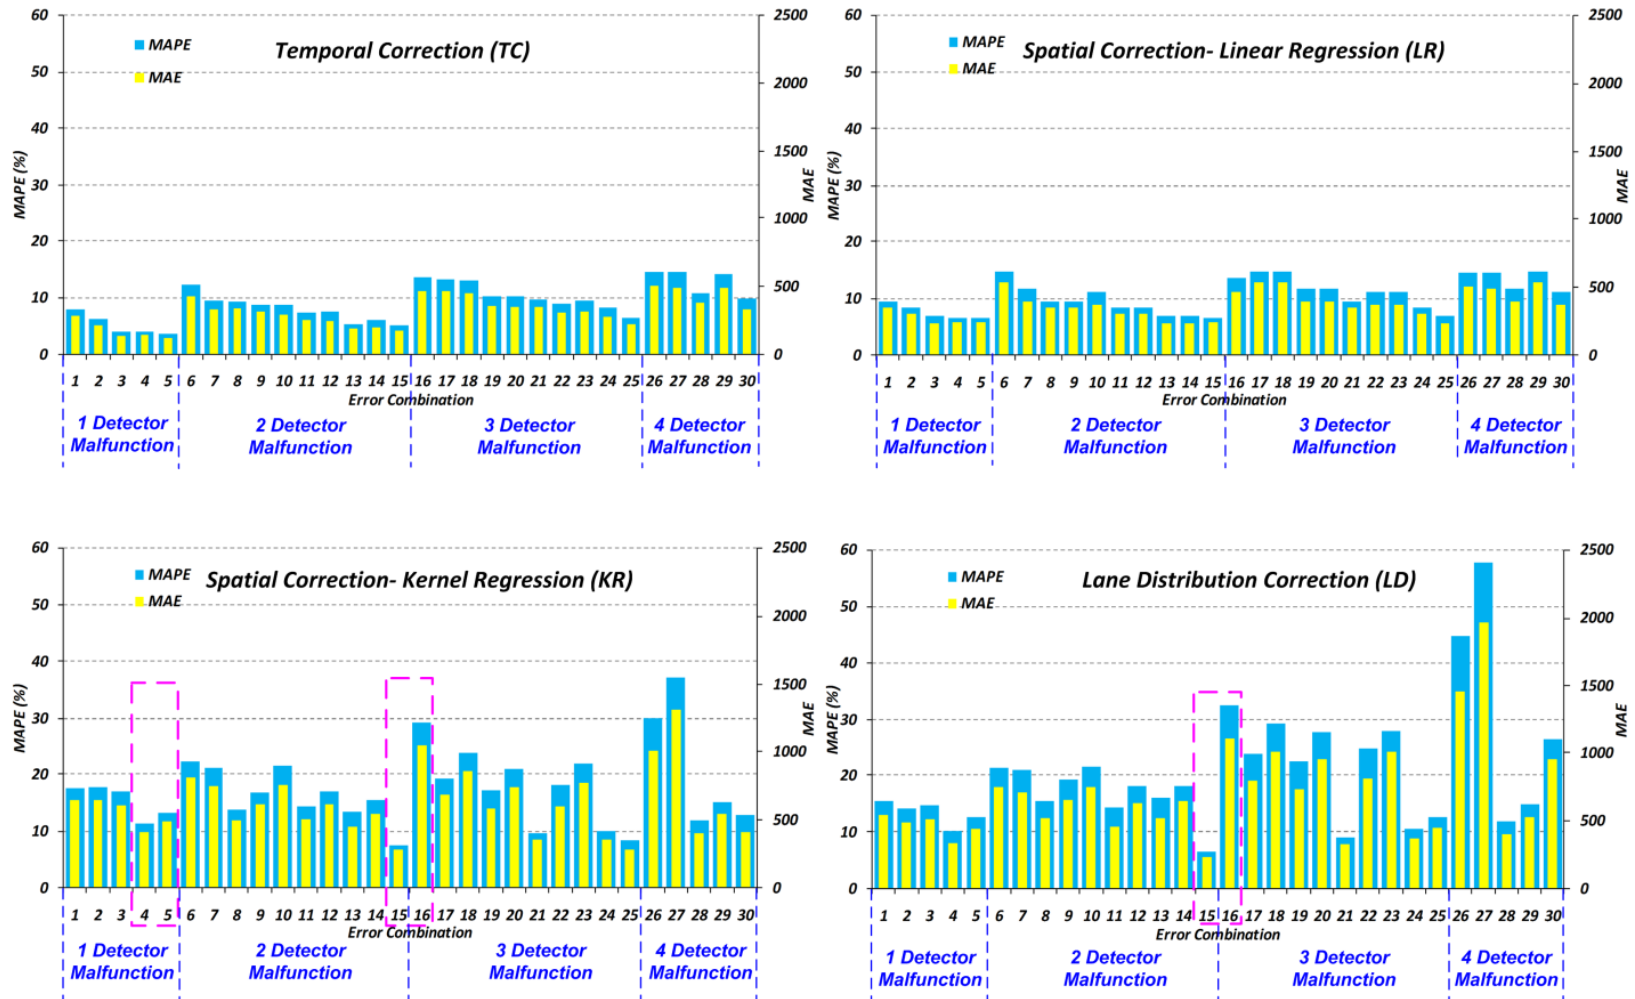 Temporal Correction (TC)
MAPE
MAE
60
50
40
30
20
10
0
MAPE (%)
2500
2000
1500
1000
500
0
MAE
1 2 3 4 5 6 7 8 9 10 11 12 13 14 15 16 17 18 19 20 21 22 23 24 25 26 27 28 29 30
Error Combination
1 Detector Malfunction
2 Detector Malfunction
3 Detector Malfunction
4 Detector Malfunction
Spatial Correction- Linear Regression (LR)
MAPE
MAE
60
50
40
30
20
10
0
MAPE (%)
2500
2000
1500
1000
500
0
MAE
1 2 3 4 5 6 7 8 9 10 11 12 13 14 15 16 17 18 19 20 21 22 23 24 25 26 27 28 29 30
Error Combination
1 Detector Malfunction
2 Detector Malfunction
3 Detector Malfunction
4 Detector Malfunction
Spatial Correction- Kernel Regression (KR)
MAPE
MAE
60
50
40
30
20
10
0
MAPE (%)
2500
2000
1500
1000
500
0
MAE
1 2 3 4 5 6 7 8 9 10 11 12 13 14 15 16 17 18 19 20 21 22 23 24 25 26 27 28 29 30
Error Combination
1 Detector Malfunction
2 Detector Malfunction
3 Detector Malfunction
4 Detector Malfunction
Lane Distribution Correction (LD)
MAPE
MAE
60
50
40
30
20
10
0
MAPE (%)
2500
2000
1500
1000
500
0
MAE
1 2 3 4 5 6 7 8 9 10 11 12 13 14 15 16 17 18 19 20 21 22 23 24 25 26 27 28 29 30
Error Combination
1 Detector Malfunction
2 Detector Malfunction
3 Detector Malfunction
4 Detector Malfunction